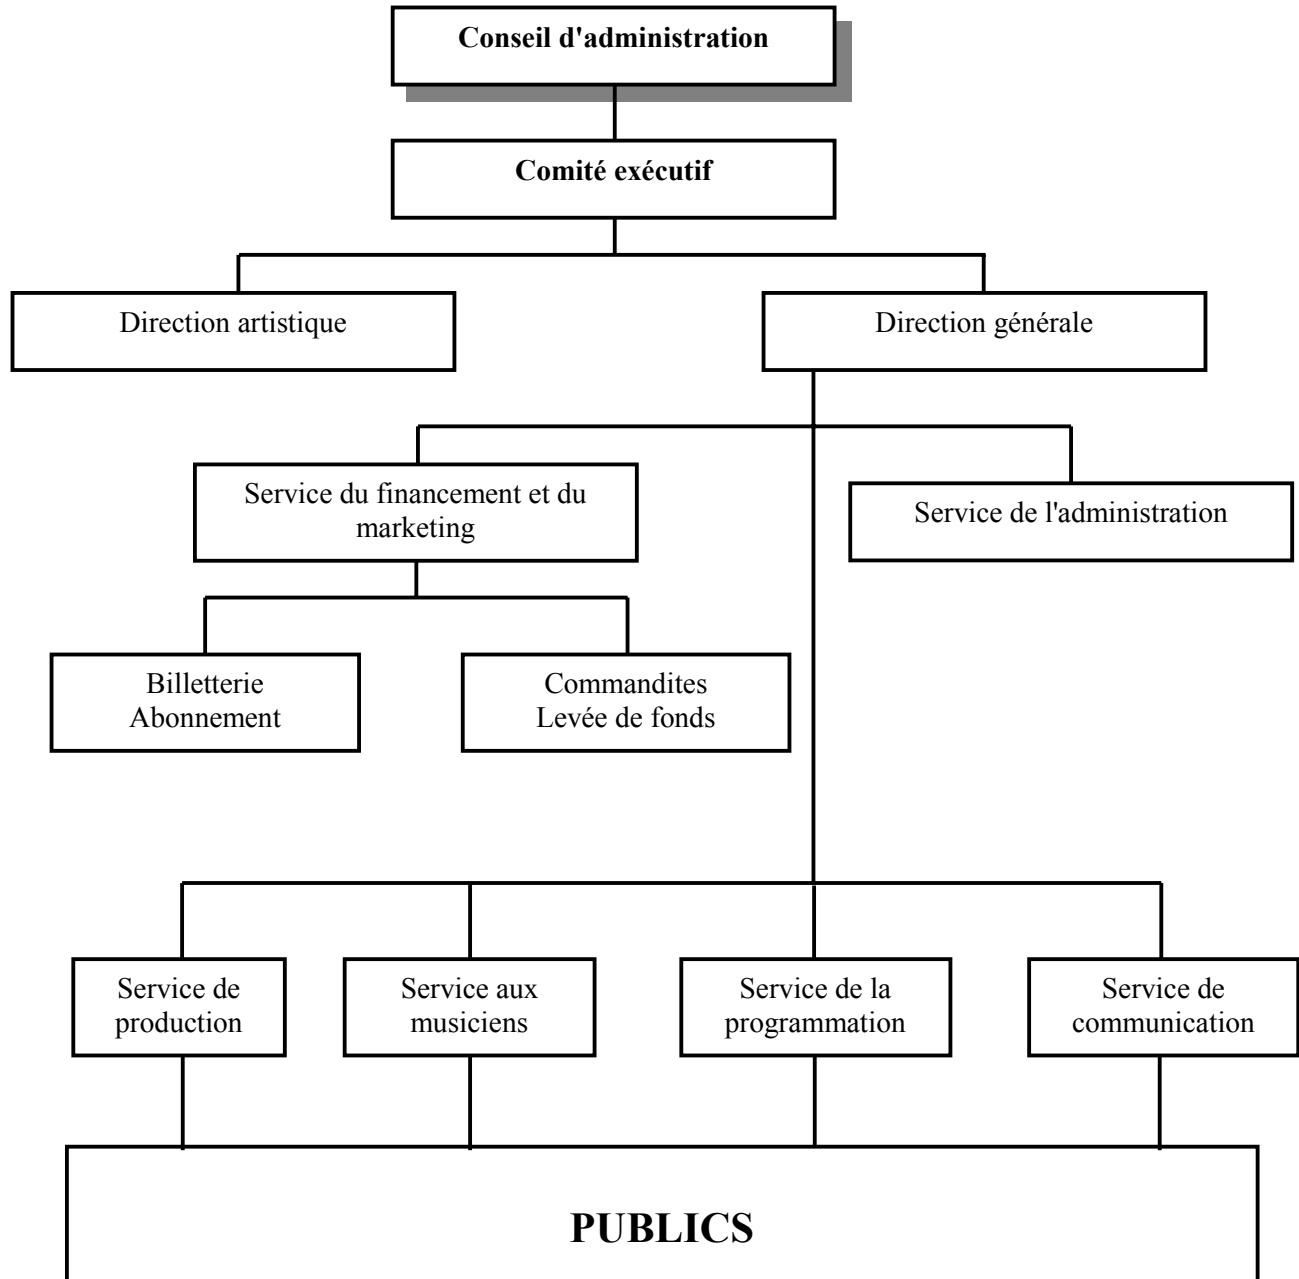 Conseil d'administration
Comité exécutif
Direction artistique
Direction générale
Service du financement et du
marketing
Service de l'administration
Billetterie
Abonnement
Commandites
Levée de fonds
Service de
production
Service aux
musiciens
Service de la
programmation
Service de
communication
PUBLICS